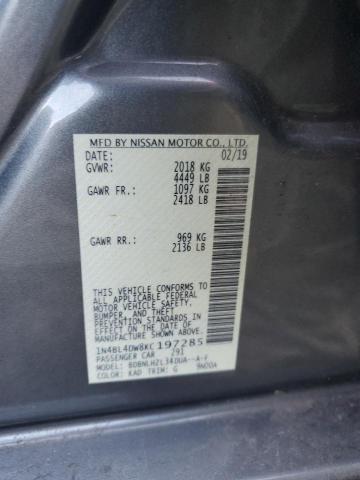 MFD BY NISSAN MOTOR CO., LTD.
DATE: 02/19
GVWR: 2018 KG
4449 LB
GAWR FR: 1097 KG
2418 LB
GAWR RR: 969 KG
2136 LB
THIS VEHICLE CONFORMS TO
ALL APPLICABLE FEDERAL
MOTOR VEHICLE SAFETY,
BUMPER, AND THEFT
PREVENTION STANDARDS IN
EFFECT ON THE DATE OF
MANUFACTURE SHOWN ABOVE.
1N4BL4DW8KC197285
PASSENGER CAR 291
MODEL: BDBNLHZL34DUA--A-F
COLOR: KAD TRIM: G 9N00A